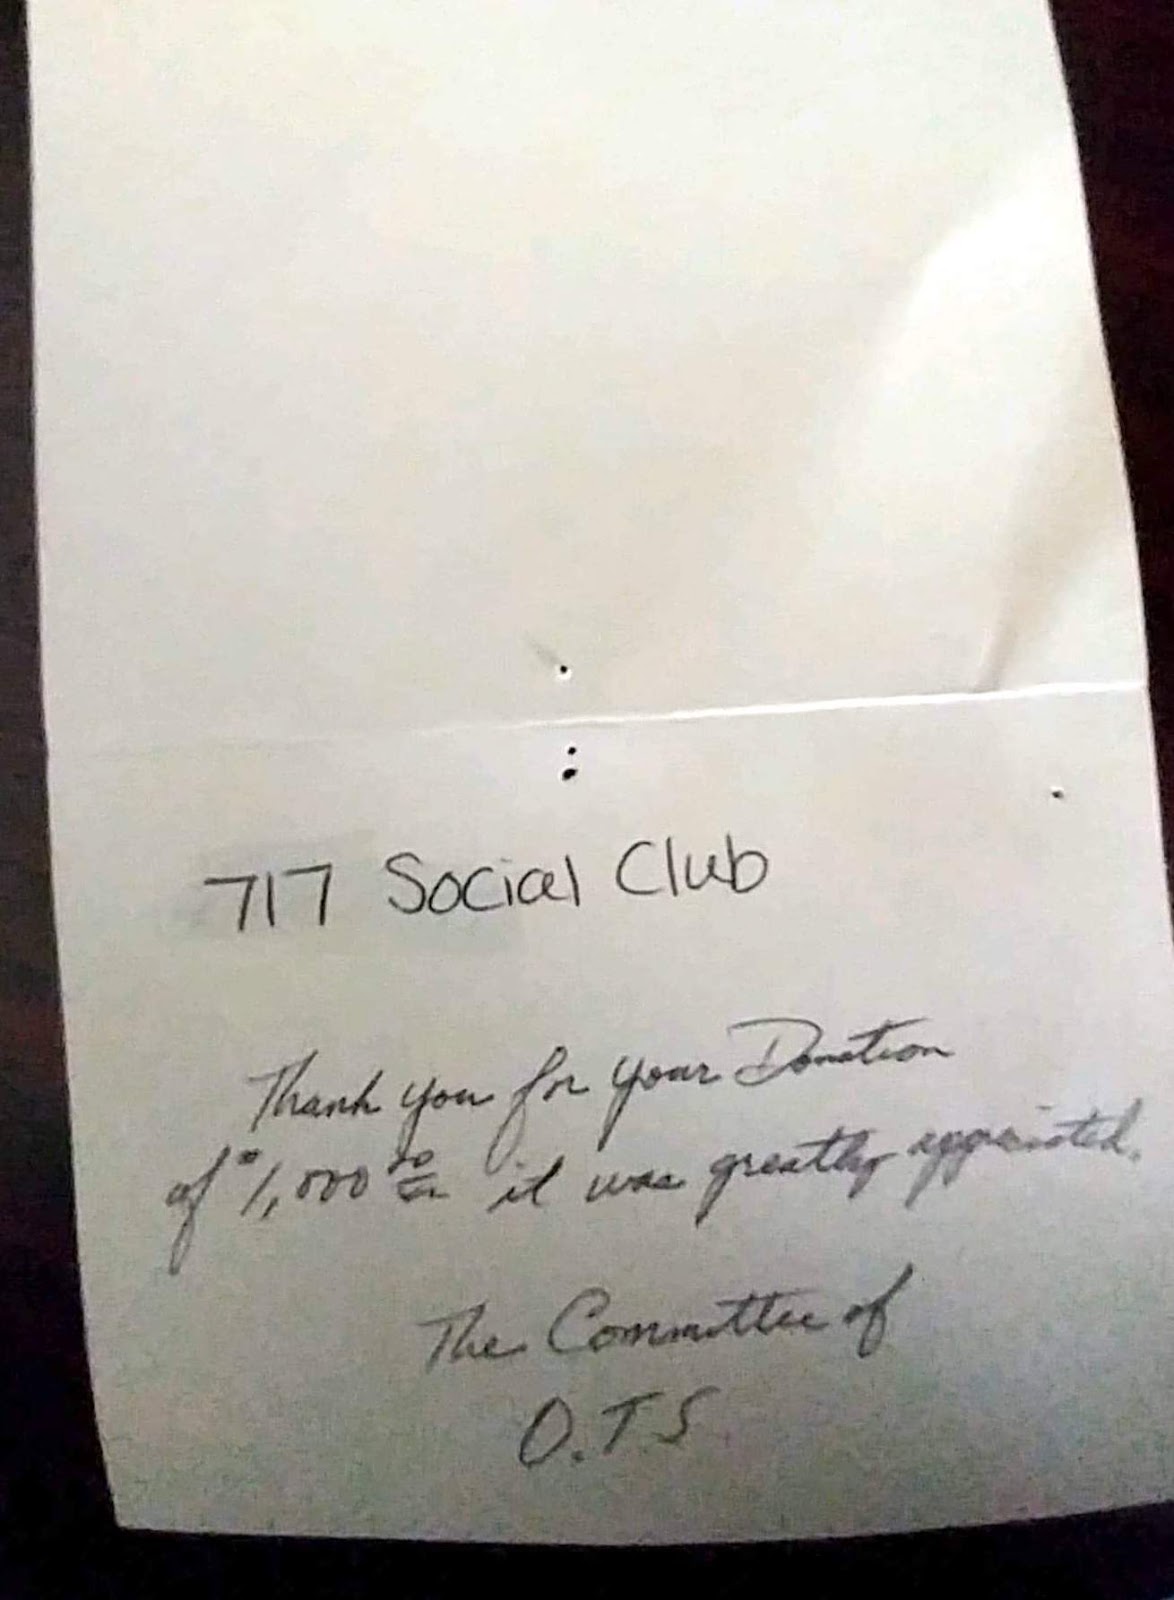 717 Social Club
Thank you for your Donation
of $1,000 00 it was greatly appreciated.
The Committee of
O.T.S